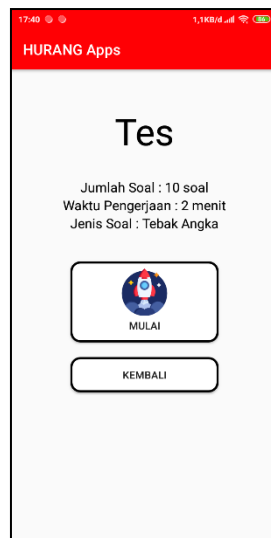 17:40 1,1KB/d 86
HURANG Apps
Tes
Jumlah Soal : 10 soal
Waktu Pengerjaan : 2 menit
Jenis Soal : Tebak Angka
MULAI
KEMBALI